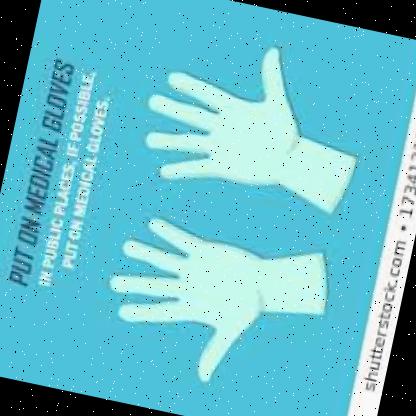 PUT ON MEDICAL GLOVES
IN PUBLIC PLACES, IF POSSIBLE,
PUT ON MEDICAL GLOVES.
shutterstock.com •